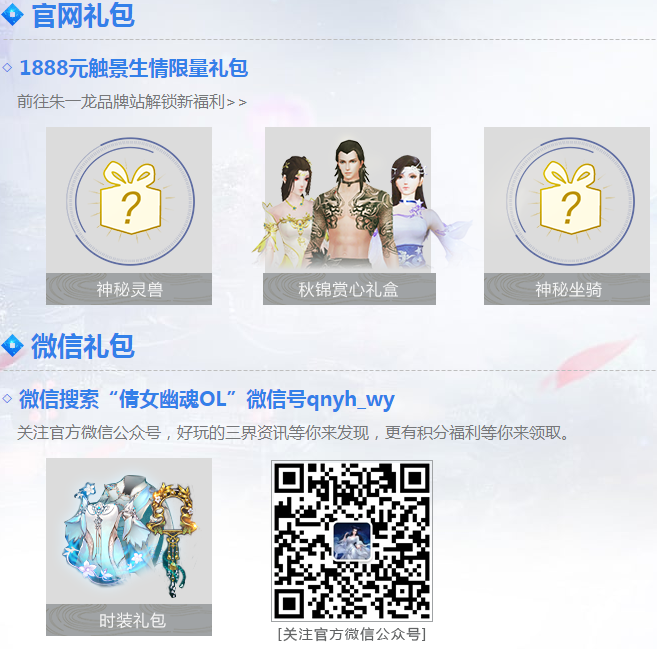 官网礼包
1888元触景生情限量礼包
前往朱一龙品牌站解锁新福利>>
?
?
神秘灵兽
秋锦赏心礼盒
神秘坐骑
微信礼包
微信搜索“倩女幽魂OL”微信号qnyh_wy
关注官方微信公众号，好玩的三界资讯等你来发现，更有积分福利等你来领取。
时装礼包
[关注官方微信公众号]